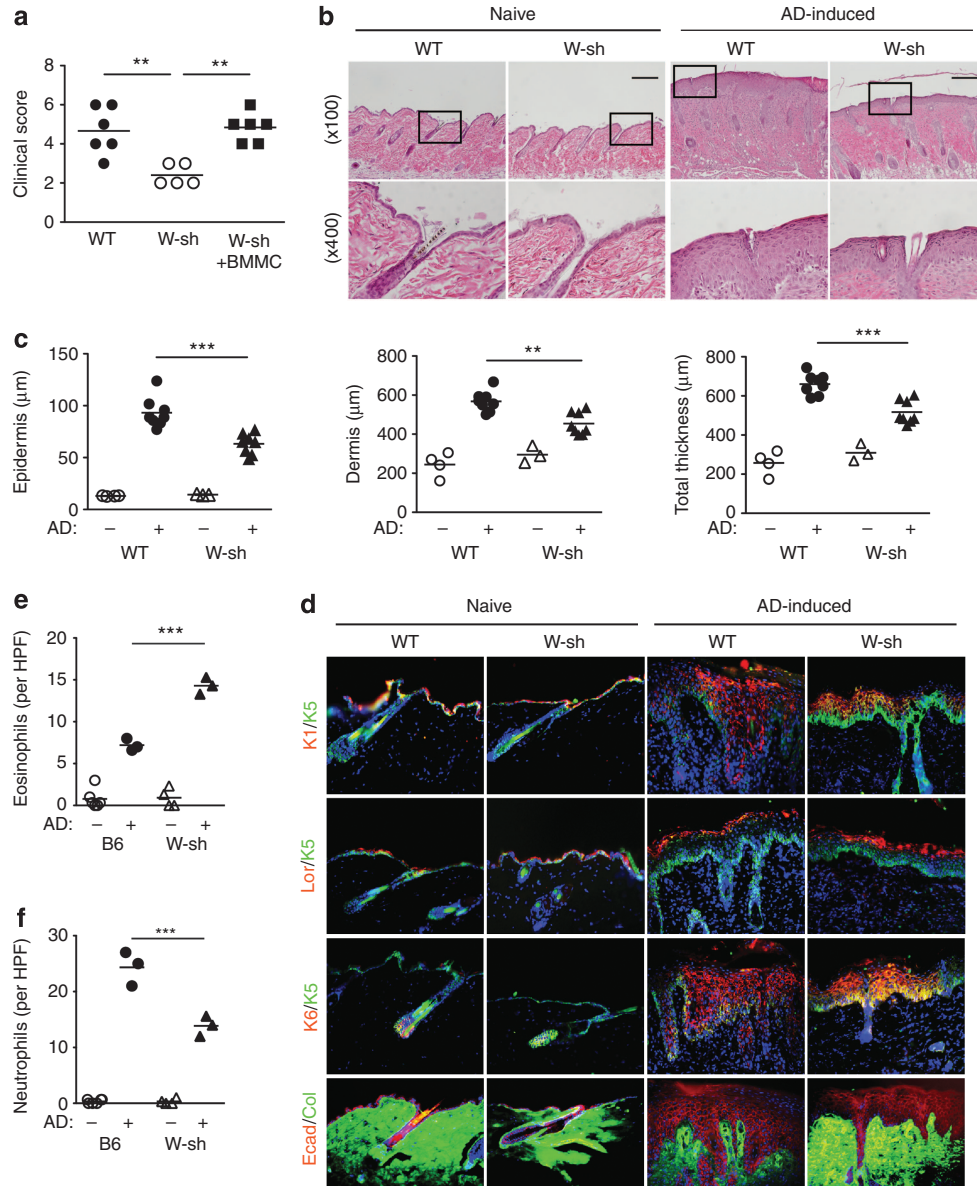 a
Clinical score
8
6
4
2
0
**
**
WT
W-sh
W-sh
+BMMC
b
Naive
AD-induced
WT
W-sh
WT
W-sh
(x100)
(x400)
c
Epidermis (μm)
150
100
50
0
***
AD:
–
+
–
+
WT
W-sh
Dermis (μm)
800
600
400
200
0
**
AD:
–
+
–
+
WT
W-sh
Total thickness (μm)
800
600
400
200
0
***
AD:
–
+
–
+
WT
W-sh
e
Eosinophils (per HPF)
20
15
10
5
0
***
AD:
–
+
–
+
B6
W-sh
f
Neutrophils (per HPF)
30
20
10
0
***
AD:
–
+
–
+
B6
W-sh
d
Naive
AD-induced
WT
W-sh
WT
W-sh
K1/K5
Lor/K5
K6/K5
Ecad/Col